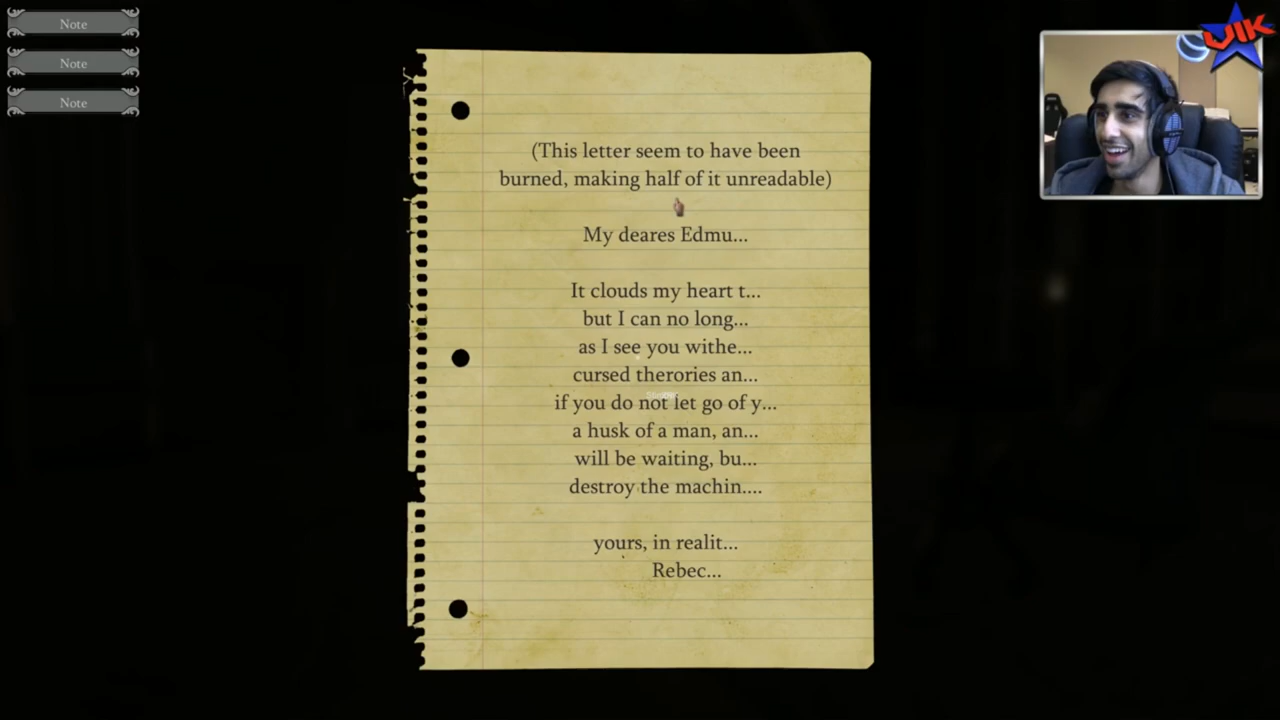 Note
Note
Note
VIK
(This letter seem to have been
burned, making half of it unreadable)
My deares Edmu...
It clouds my heart t...
but I can no long...
as I see you withe...
cursed therories an...
if you do not let go of y...
a husk of a man, an...
will be waiting, bu...
destroy the machin....
yours, in realit...
Rebec...